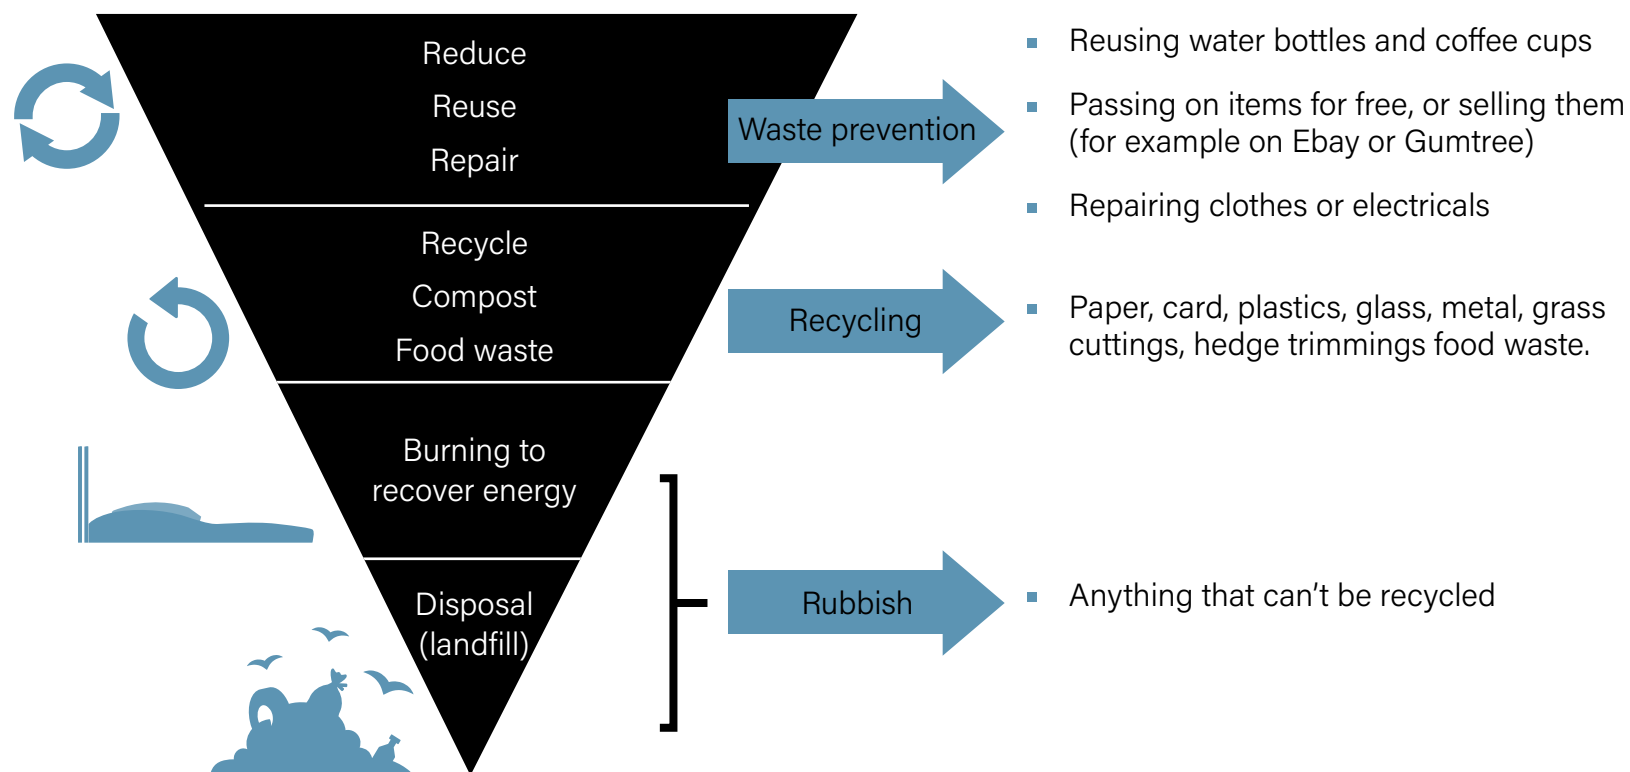 Reduce
Reuse
Repair
Waste prevention
Reusing water bottles and coffee cups
Passing on items for free, or selling them
(for example on Ebay or Gumtree)
Repairing clothes or electricals
Recycle
Compost
Food waste
Recycling
Paper, card, plastics, glass, metal, grass
cuttings, hedge trimmings food waste.
Burning to
recover energy
Disposal
(landfill)
Rubbish
Anything that can’t be recycled